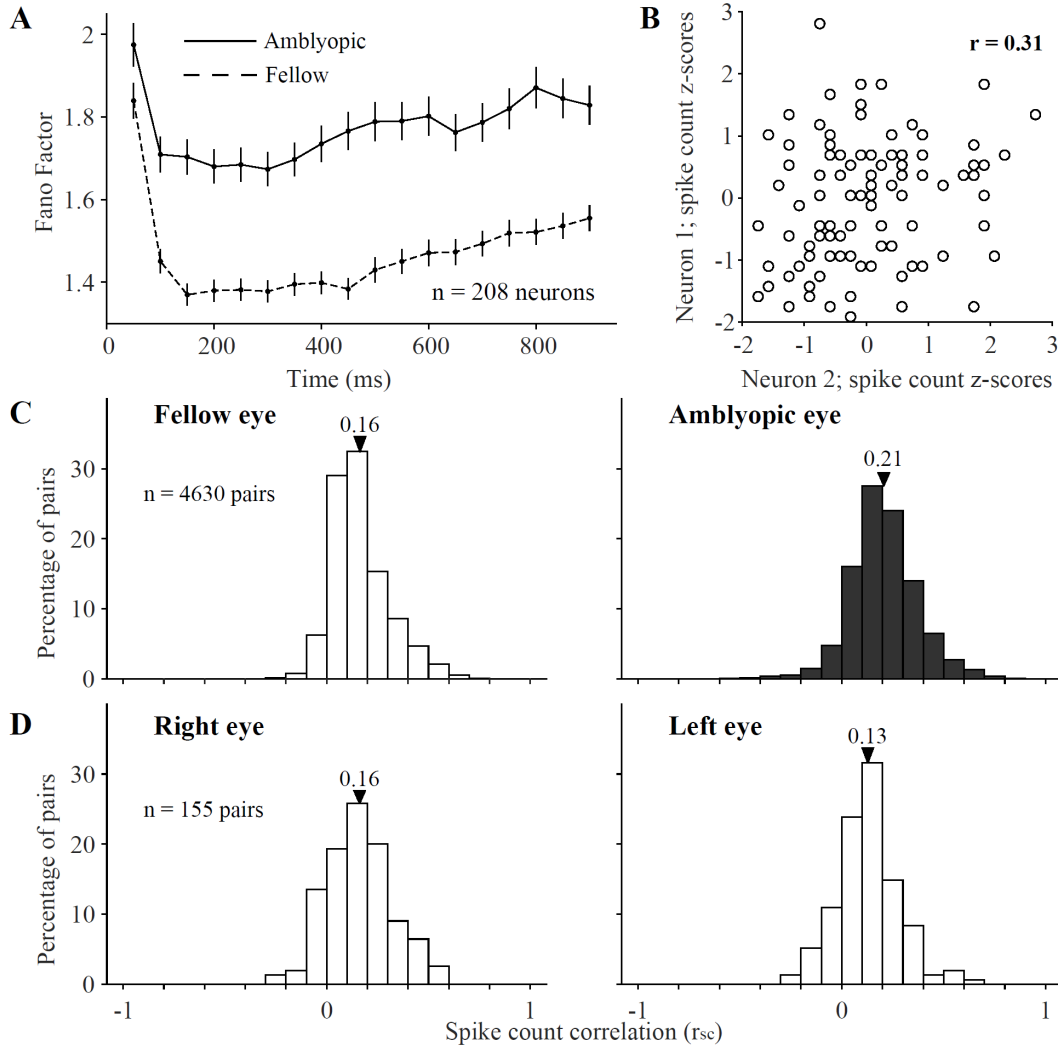 A
Amblyopic
Fellow
Fano Factor
2
1.8
1.6
1.4
n = 208 neurons
0
200
400
600
800
Time (ms)
B
r = 0.31
Neuron 1; spike count z-scores
3
2
1
0
-1
-2
-2
-1
0
1
2
3
Neuron 2; spike count z-scores
C
Fellow eye
0.16
n = 4630 pairs
Percentage of pairs
30
20
10
0
Amblyopic eye
0.21
D
Right eye
0.16
n = 155 pairs
Percentage of pairs
30
20
10
0
-1
0
1
Left eye
0.13
-1
0
1
Spike count correlation (rsc)